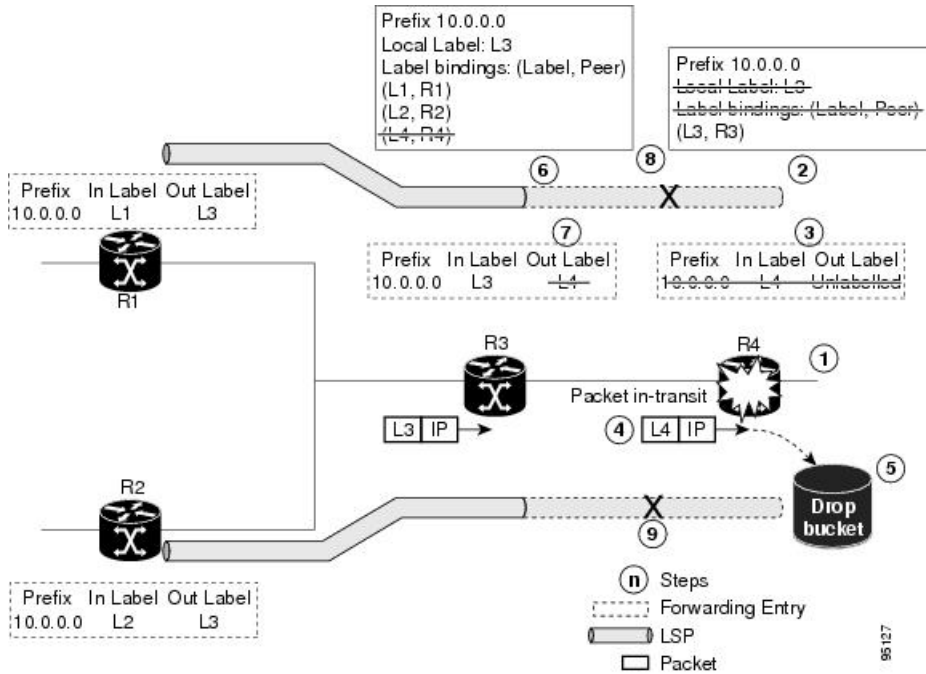 Prefix 10.0.0.0
Local Label: L3
Label bindings: (Label, Peer)
(L1, R1)
(L2, R2)
(L4, R4)
Prefix 10.0.0.0
Local Label: L3
Label bindings: (Label, Peer)
(L3, R3)
6
8
2
Prefix In Label Out Label
10.0.0.0 L1 L3
R1
7
Prefix In Label Out Label
10.0.0.0 L3 L4
3
Prefix In Label Out Label
10.0.0.0 L4 Unlabelled
R3
R4
1
Packet in-transit
L3 IP
4
L4 IP
5
Drop
bucket
R2
9
Prefix In Label Out Label
10.0.0.0 L2 L3
n Steps
Forwarding Entry
LSP
Packet
95127